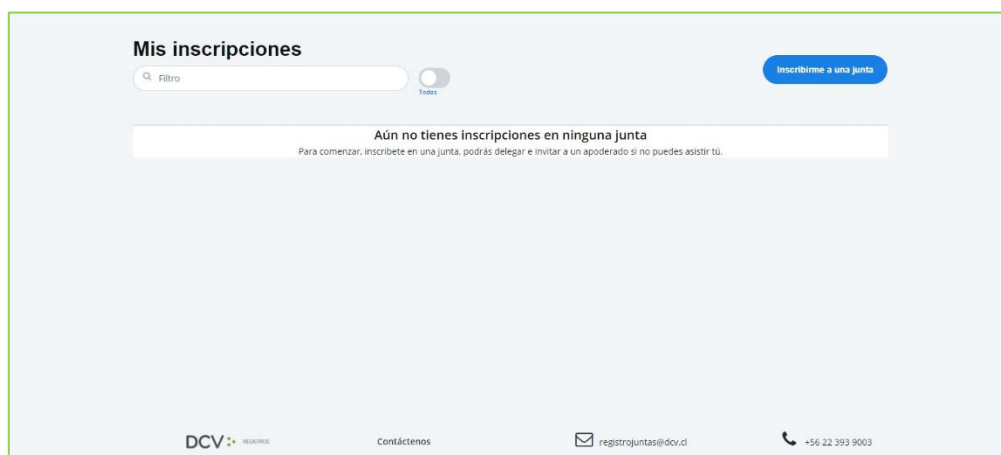 Mis inscripciones
Filtro
Todas
Inscribirme a una junta
Aún no tienes inscripciones en ninguna junta
Para comenzar, inscríbete en una junta, podrás delegar e invitar a un apoderado si no puedes asistir tú.
DCV REGISTROS
Contáctenos
registrojuntas@dcv.cl
+56 22 393 9003